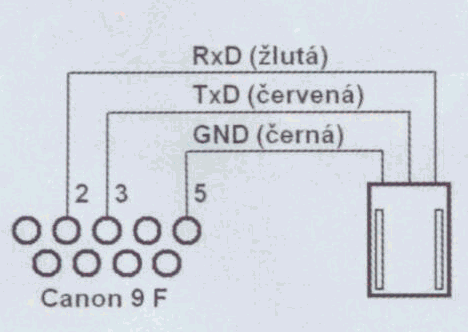 RxD (žlutá)
TxD (červená)
GND (černá)
2 3 5
Canon 9 F